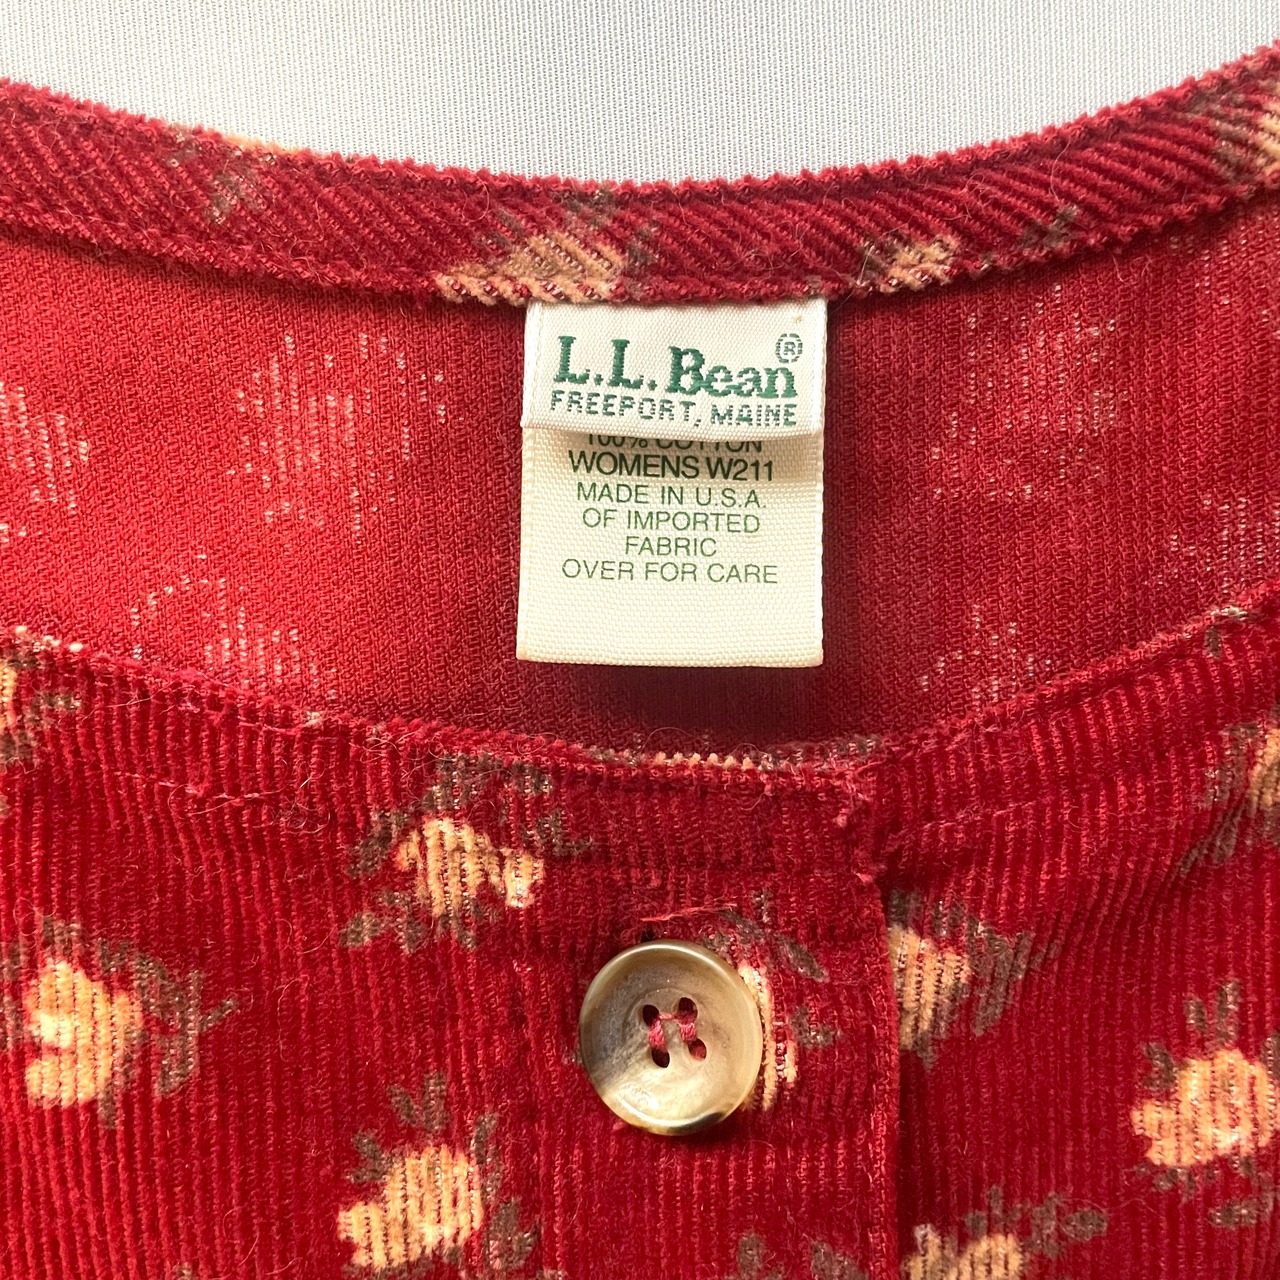 L.L.Bean®
FREEPORT, MAINE
100% COTTON
WOMENS W211
MADE IN U.S.A.
OF IMPORTED
FABRIC
OVER FOR CARE